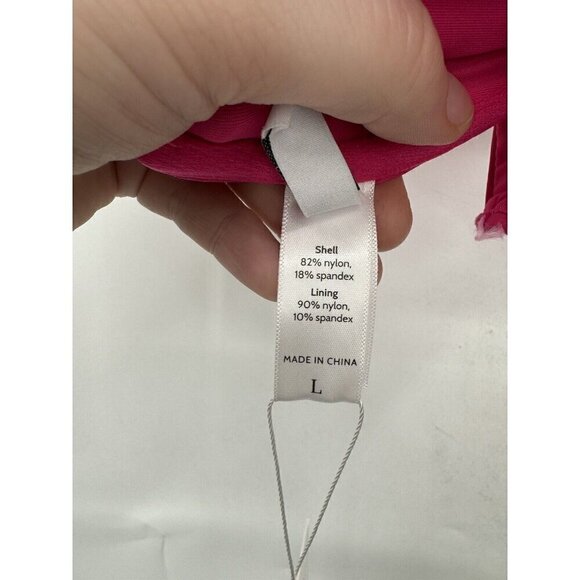 Shell
82% nylon,
18% spandex
Lining
90% nylon,
10% spandex
MADE IN CHINA
L